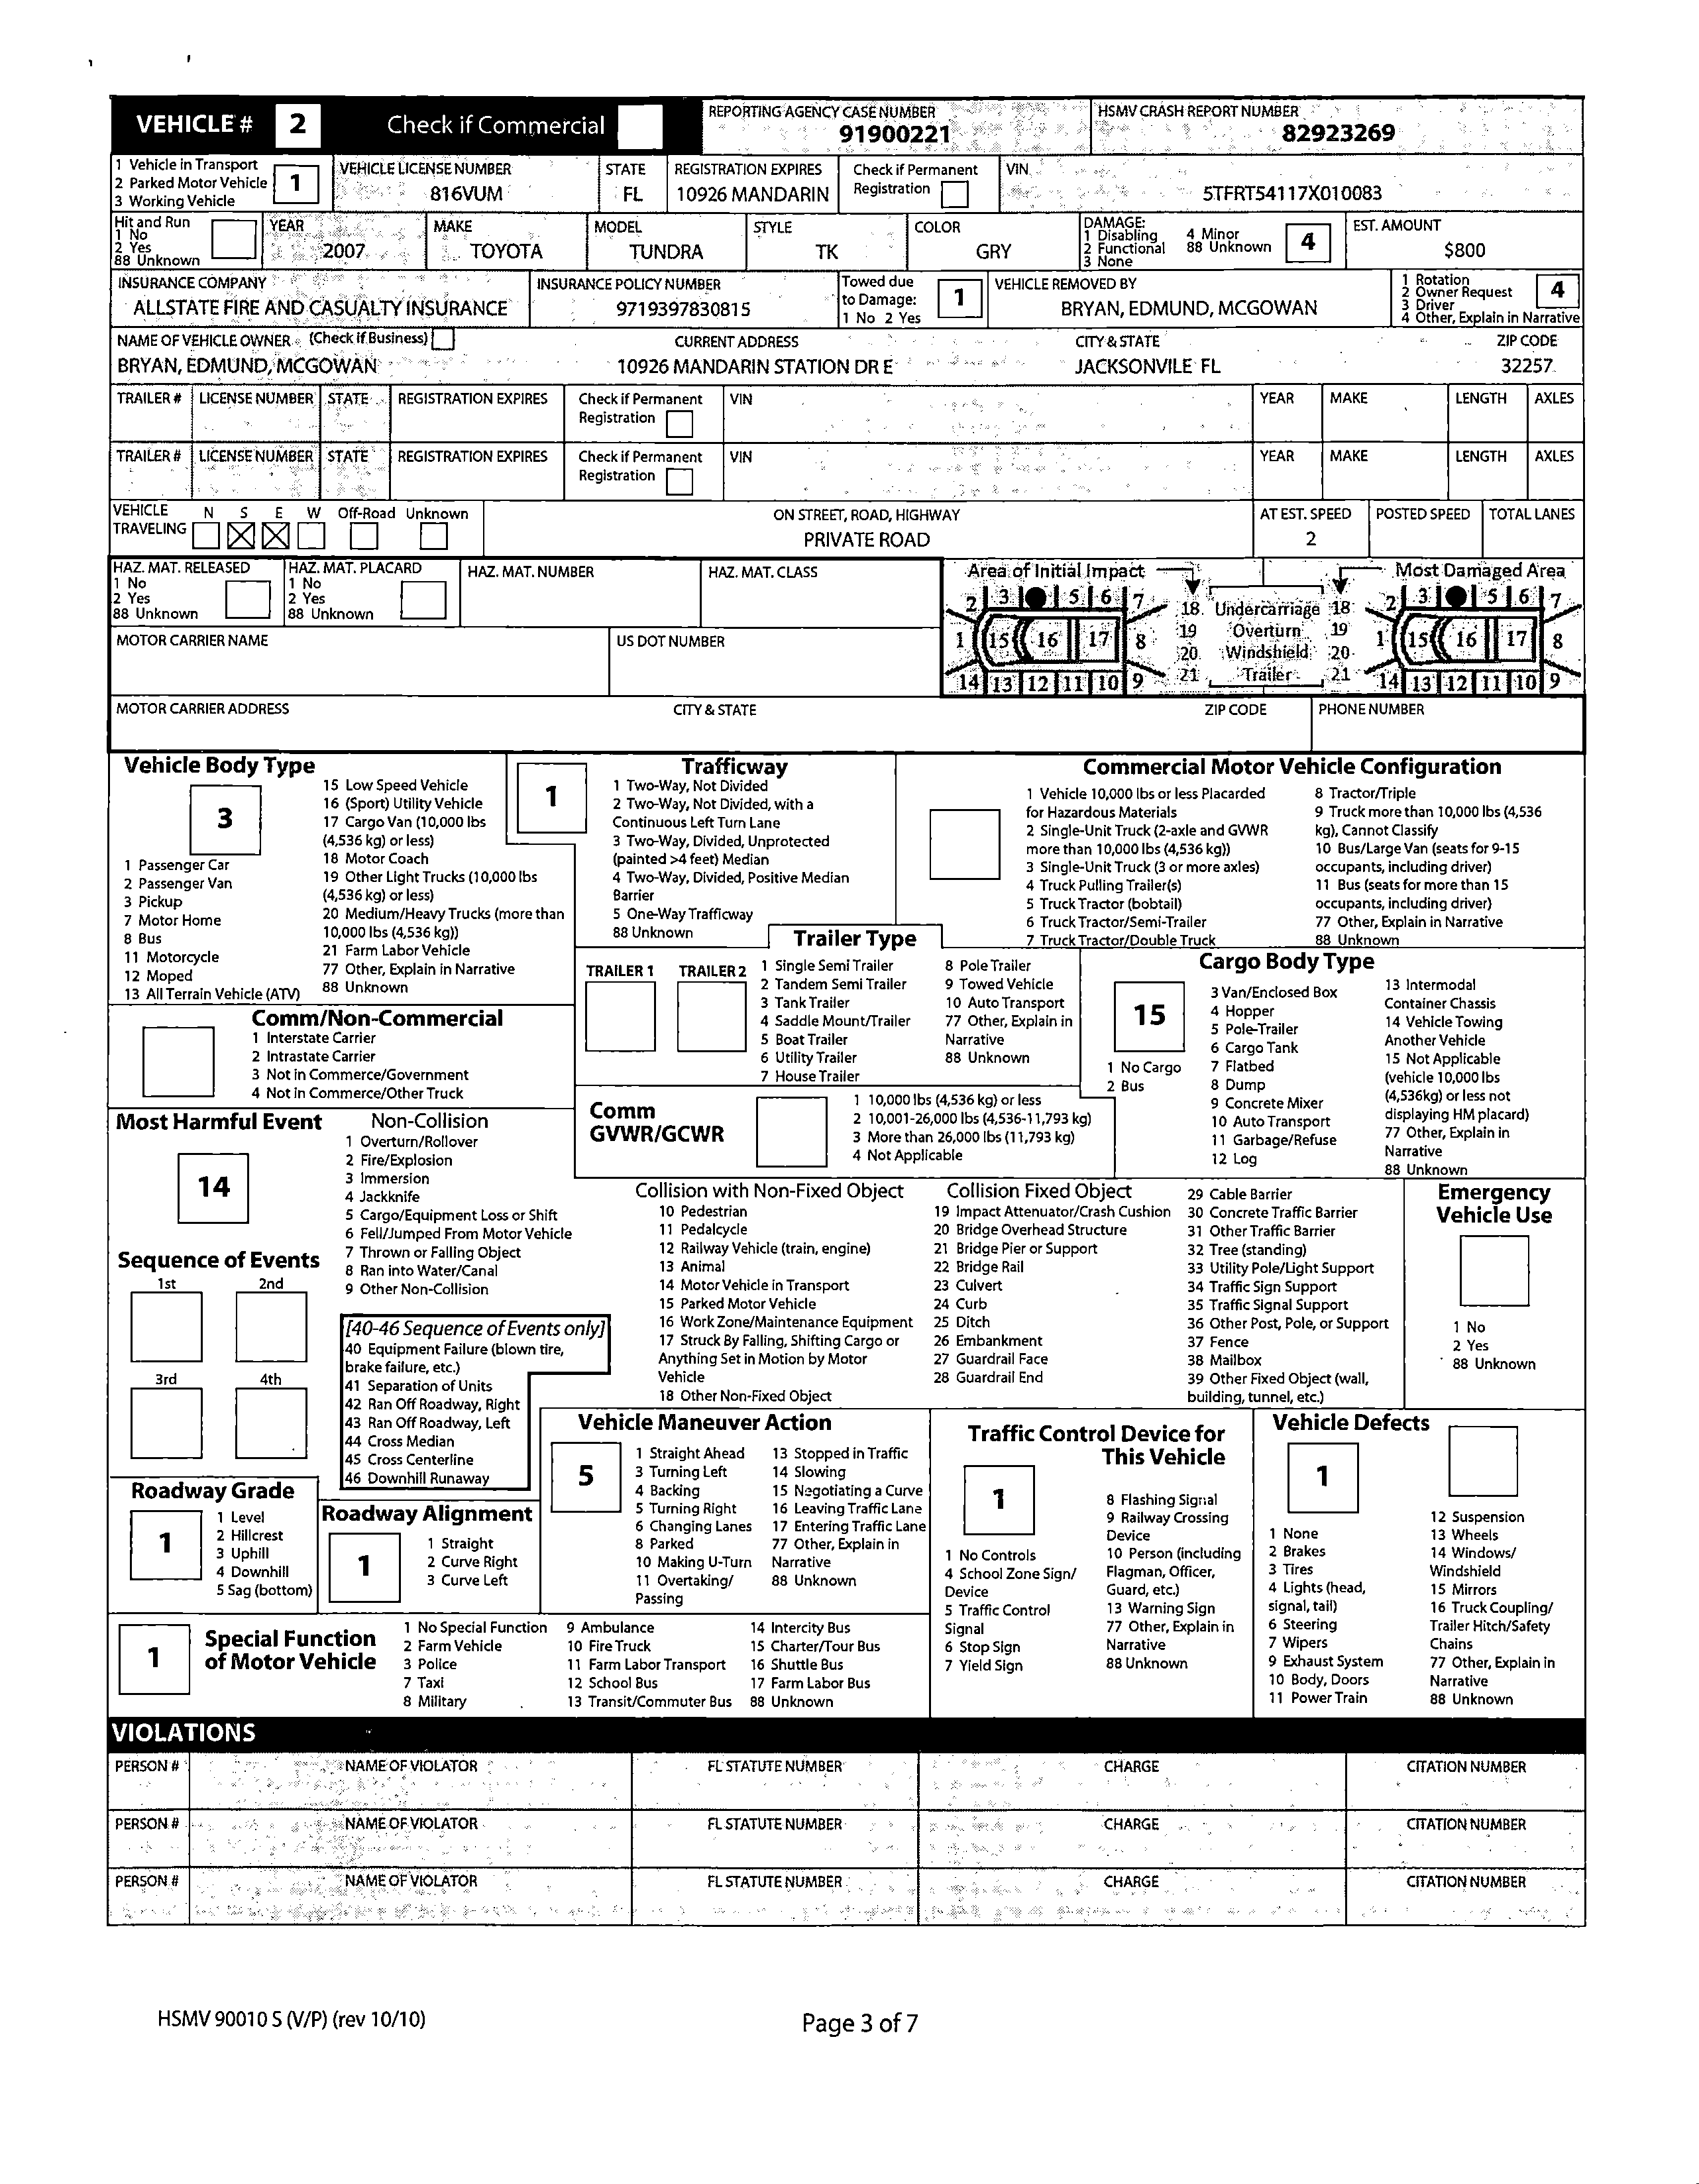 VEHICLE # 2 Check if Commercial REPORTING AGENCY CASE NUMBER 91900221 HSMV CRASH REPORT NUMBER 82923269
1 Vehicle in Transport
2 Parked Motor Vehicle
3 Working Vehicle
1
VEHICLE LICENSE NUMBER 816VUM
STATE FL
REGISTRATION EXPIRES 10926 MANDARIN
Check if Permanent Registration
VIN 5TFRT54117X010083
Hit and Run
1 No
2 Yes
88 Unknown
YEAR 2007
MAKE TOYOTA
MODEL TUNDRA
STYLE TK
COLOR GRY
DAMAGE:
1 Disabling 4 Minor
2 Functional 88 Unknown
3 None
4
EST. AMOUNT $800
INSURANCE COMPANY
ALLSTATE FIRE AND CASUALTY INSURANCE
INSURANCE POLICY NUMBER
9719397830815
Towed due
to Damage:
1 No 2 Yes
1
VEHICLE REMOVED BY
BRYAN, EDMUND, MCGOWAN
1 Rotation
2 Owner Request
3 Driver
4 Other, Explain in Narrative
4
NAME OF VEHICLE OWNER (Check if Business) CURRENT ADDRESS CITY & STATE ZIP CODE
BRYAN, EDMUND, MCGOWAN 10926 MANDARIN STATION DR E JACKSONVILE FL 32257
TRAILER # LICENSE NUMBER STATE REGISTRATION EXPIRES Check if Permanent Registration VIN YEAR MAKE LENGTH AXLES
TRAILER # LICENSE NUMBER STATE REGISTRATION EXPIRES Check if Permanent Registration VIN YEAR MAKE LENGTH AXLES
VEHICLE TRAVELING N S E W Off-Road Unknown
ON STREET, ROAD, HIGHWAY
PRIVATE ROAD
AT EST. SPEED 2
POSTED SPEED
TOTAL LANES
HAZ. MAT. RELEASED
1 No
2 Yes
88 Unknown
HAZ. MAT. PLACARD
1 No
2 Yes
88 Unknown
HAZ. MAT. NUMBER
HAZ. MAT. CLASS
Area of Initial Impact
2 3 5 6 7
1 15 16 17 8
14 13 12 11 10 9
18 Undercarriage 18
19 Overturn 19
20 Windshield 20
21 Trailer 21
Most Damaged Area
2 3 5 6 7
1 15 16 17 8
14 13 12 11 10 9
MOTOR CARRIER NAME
US DOT NUMBER
MOTOR CARRIER ADDRESS CITY & STATE ZIP CODE PHONE NUMBER
Vehicle Body Type
3
1 Passenger Car
2 Passenger Van
3 Pickup
7 Motor Home
8 Bus
11 Motorcycle
12 Moped
13 All Terrain Vehicle (ATV)
15 Low Speed Vehicle
16 (Sport) Utility Vehicle
17 Cargo Van (10,000 lbs
(4,536 kg) or less)
18 Motor Coach
19 Other Light Trucks (10,000 lbs
(4,536 kg) or less)
20 Medium/Heavy Trucks (more than
10,000 lbs (4,536 kg))
21 Farm Labor Vehicle
77 Other, Explain in Narrative
88 Unknown
1
Trafficway
1 Two-Way, Not Divided
2 Two-Way, Not Divided, with a
Continuous Left Turn Lane
3 Two-Way, Divided, Unprotected
(painted >4 feet) Median
4 Two-Way, Divided, Positive Median
Barrier
5 One-Way Trafficway
88 Unknown
Commercial Motor Vehicle Configuration
1 Vehicle 10,000 lbs or less Placarded
for Hazardous Materials
2 Single-Unit Truck (2-axle and GVWR
more than 10,000 lbs (4,536 kg))
3 Single-Unit Truck (3 or more axles)
4 Truck Pulling Trailer(s)
5 Truck Tractor (bobtail)
6 Truck Tractor/Semi-Trailer
7 Truck Tractor/Double Truck
8 Tractor/Triple
9 Truck more than 10,000 lbs (4,536
kg), Cannot Classify
10 Bus/Large Van (seats for 9-15
occupants, including driver)
11 Bus (seats for more than 15
occupants, including driver)
77 Other, Explain in Narrative
88 Unknown
Trailer Type
TRAILER 1 TRAILER 2
1 Single Semi Trailer
2 Tandem Semi Trailer
3 Tank Trailer
4 Saddle Mount/Trailer
5 Boat Trailer
6 Utility Trailer
7 House Trailer
8 Pole Trailer
9 Towed Vehicle
10 Auto Transport
77 Other, Explain in
Narrative
88 Unknown
Cargo Body Type
15
1 No Cargo
2 Bus
3 Van/Enclosed Box
4 Hopper
5 Pole-Trailer
6 Cargo Tank
7 Flatbed
8 Dump
9 Concrete Mixer
10 Auto Transport
11 Garbage/Refuse
12 Log
13 Intermodal
Container Chassis
14 Vehicle Towing
Another Vehicle
15 Not Applicable
(vehicle 10,000 lbs
(4,536kg) or less not
displaying HM placard)
77 Other, Explain in
Narrative
88 Unknown
Comm/Non-Commercial
1 Interstate Carrier
2 Intrastate Carrier
3 Not in Commerce/Government
4 Not in Commerce/Other Truck
Comm
GVWR/GCWR
1 10,000 lbs (4,536 kg) or less
2 10,001-26,000 lbs (4,536-11,793 kg)
3 More than 26,000 lbs (11,793 kg)
4 Not Applicable
Most Harmful Event
14
Non-Collision
1 Overturn/Rollover
2 Fire/Explosion
3 Immersion
4 Jackknife
5 Cargo/Equipment Loss or Shift
6 Fell/Jumped From Motor Vehicle
7 Thrown or Falling Object
8 Ran into Water/Canal
9 Other Non-Collision
Collision with Non-Fixed Object
10 Pedestrian
11 Pedalcycle
12 Railway Vehicle (train, engine)
13 Animal
14 Motor Vehicle in Transport
15 Parked Motor Vehicle
16 Work Zone/Maintenance Equipment
17 Struck By Falling, Shifting Cargo or
Anything Set in Motion by Motor
Vehicle
18 Other Non-Fixed Object
Collision Fixed Object
19 Impact Attenuator/Crash Cushion
20 Bridge Overhead Structure
21 Bridge Pier or Support
22 Bridge Rail
23 Culvert
24 Curb
25 Ditch
26 Embankment
27 Guardrail Face
28 Guardrail End
29 Cable Barrier
30 Concrete Traffic Barrier
31 Other Traffic Barrier
32 Tree (standing)
33 Utility Pole/Light Support
34 Traffic Sign Support
35 Traffic Signal Support
36 Other Post, Pole, or Support
37 Fence
38 Mailbox
39 Other Fixed Object (wall,
building, tunnel, etc.)
Emergency
Vehicle Use
1 No
2 Yes
88 Unknown
Sequence of Events
1st 2nd
3rd 4th
[40-46 Sequence of Events only]
40 Equipment Failure (blown tire,
brake failure, etc.)
41 Separation of Units
42 Ran Off Roadway, Right
43 Ran Off Roadway, Left
44 Cross Median
45 Cross Centerline
46 Downhill Runaway
Vehicle Maneuver Action
5
1 Straight Ahead
3 Turning Left
4 Backing
5 Turning Right
6 Changing Lanes
8 Parked
10 Making U-Turn
11 Overtaking/
Passing
13 Stopped in Traffic
14 Slowing
15 Negotiating a Curve
16 Leaving Traffic Lane
17 Entering Traffic Lane
77 Other, Explain in
Narrative
88 Unknown
Traffic Control Device for
This Vehicle
1
1 No Controls
4 School Zone Sign/
Device
5 Traffic Control
Signal
6 Stop Sign
7 Yield Sign
8 Flashing Signal
9 Railway Crossing
Device
10 Person (including
Flagman, Officer,
Guard, etc.)
13 Warning Sign
77 Other, Explain in
Narrative
88 Unknown
Vehicle Defects
1
1 None
2 Brakes
3 Tires
4 Lights (head,
signal, tail)
6 Steering
7 Wipers
9 Exhaust System
10 Body, Doors
11 Power Train
12 Suspension
13 Wheels
14 Windows/
Windshield
15 Mirrors
16 Truck Coupling/
Trailer Hitch/Safety
Chains
77 Other, Explain in
Narrative
88 Unknown
Roadway Grade
1
1 Level
2 Hillcrest
3 Uphill
4 Downhill
5 Sag (bottom)
Roadway Alignment
1
1 Straight
2 Curve Right
3 Curve Left
1
Special Function
of Motor Vehicle
1 No Special Function
2 Farm Vehicle
3 Police
7 Taxi
8 Military
9 Ambulance
10 Fire Truck
11 Farm Labor Transport
12 School Bus
13 Transit/Commuter Bus
14 Intercity Bus
15 Charter/Tour Bus
16 Shuttle Bus
17 Farm Labor Bus
88 Unknown
VIOLATIONS
PERSON # NAME OF VIOLATOR FL STATUTE NUMBER CHARGE CITATION NUMBER
PERSON # NAME OF VIOLATOR FL STATUTE NUMBER CHARGE CITATION NUMBER
PERSON # NAME OF VIOLATOR FL STATUTE NUMBER CHARGE CITATION NUMBER
HSMV 90010 S (V/P) (rev 10/10) Page 3 of 7